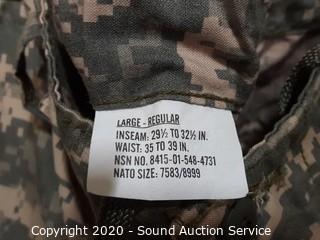 LARGE - REGULAR
INSEAM: 29½ TO 32½ IN.
WAIST: 35 TO 39 IN.
NSN NO. 8415-01-548-4731
NATO SIZE: 7583/8999
Copyright 2020 - Sound Auction Service